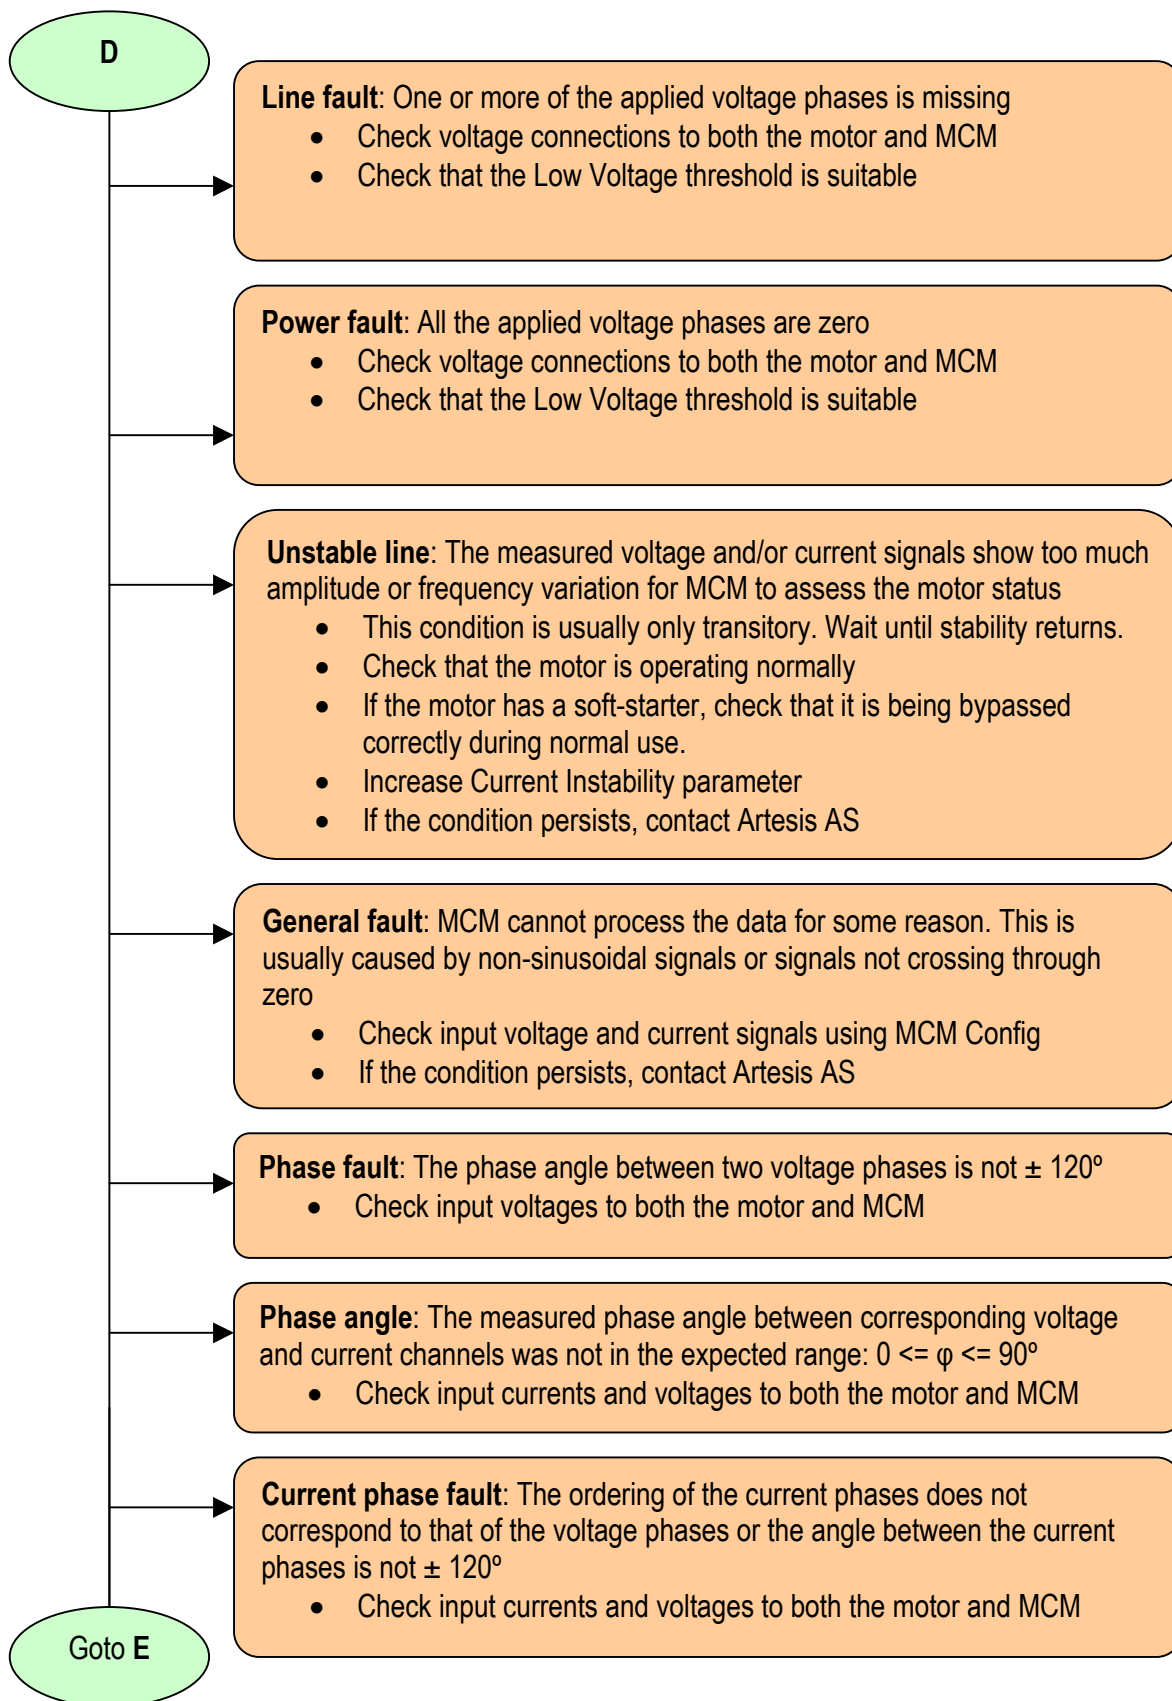 D
Line fault: One or more of the applied voltage phases is missing
• Check voltage connections to both the motor and MCM
• Check that the Low Voltage threshold is suitable
Power fault: All the applied voltage phases are zero
• Check voltage connections to both the motor and MCM
• Check that the Low Voltage threshold is suitable
Unstable line: The measured voltage and/or current signals show too much
amplitude or frequency variation for MCM to assess the motor status
• This condition is usually only transitory. Wait until stability returns.
• Check that the motor is operating normally
• If the motor has a soft-starter, check that it is being bypassed
correctly during normal use.
• Increase Current Instability parameter
• If the condition persists, contact Artesis AS
General fault: MCM cannot process the data for some reason. This is
usually caused by non-sinusoidal signals or signals not crossing through
zero
• Check input voltage and current signals using MCM Config
• If the condition persists, contact Artesis AS
Phase fault: The phase angle between two voltage phases is not ± 120º
• Check input voltages to both the motor and MCM
Phase angle: The measured phase angle between corresponding voltage
and current channels was not in the expected range: 0 <= φ <= 90º
• Check input currents and voltages to both the motor and MCM
Current phase fault: The ordering of the current phases does not
correspond to that of the voltage phases or the angle between the current
phases is not ± 120º
• Check input currents and voltages to both the motor and MCM
Goto E